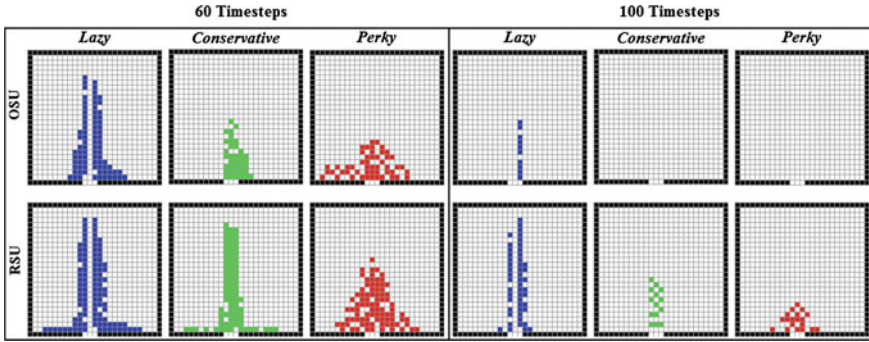 60 Timesteps 100 Timesteps
Lazy Conservative Perky Lazy Conservative Perky
OSU
RSU